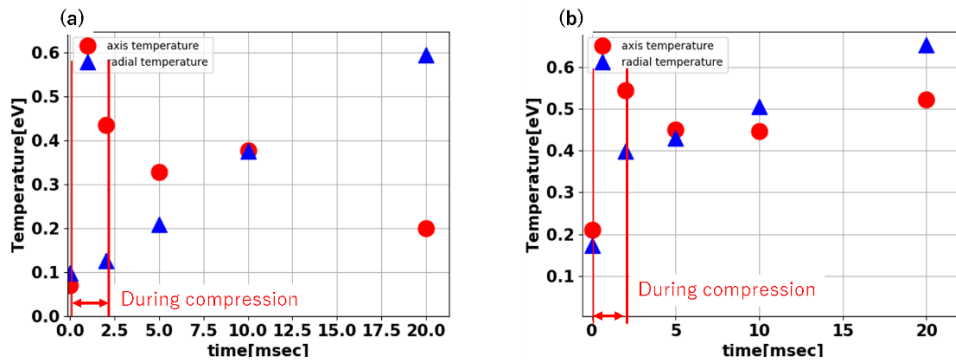 (a)
axis temperature
radial temperature
Temperature[eV]
0.6
0.5
0.4
0.3
0.2
0.1
0.0
During compression
0.0 2.5 5.0 7.5 10.0 12.5 15.0 17.5 20.0
time[msec]
(b)
axis temperature
radial temperature
Temperature[eV]
0.6
0.5
0.4
0.3
0.2
0.1
During compression
0 5 10 15 20
time[msec]